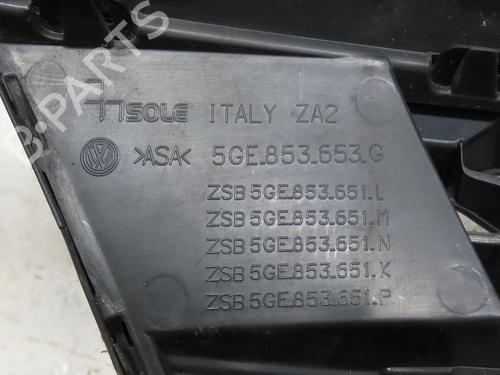 SOLE ITALY ZA2
>ASA< 5GE.853.653.G
ZSB 5GE.853.651.L
ZSB 5GE.853.651.M
ZSB 5GE.853.651.N
ZSB 5GE.853.651.K
ZSB 5GE.853.651.P